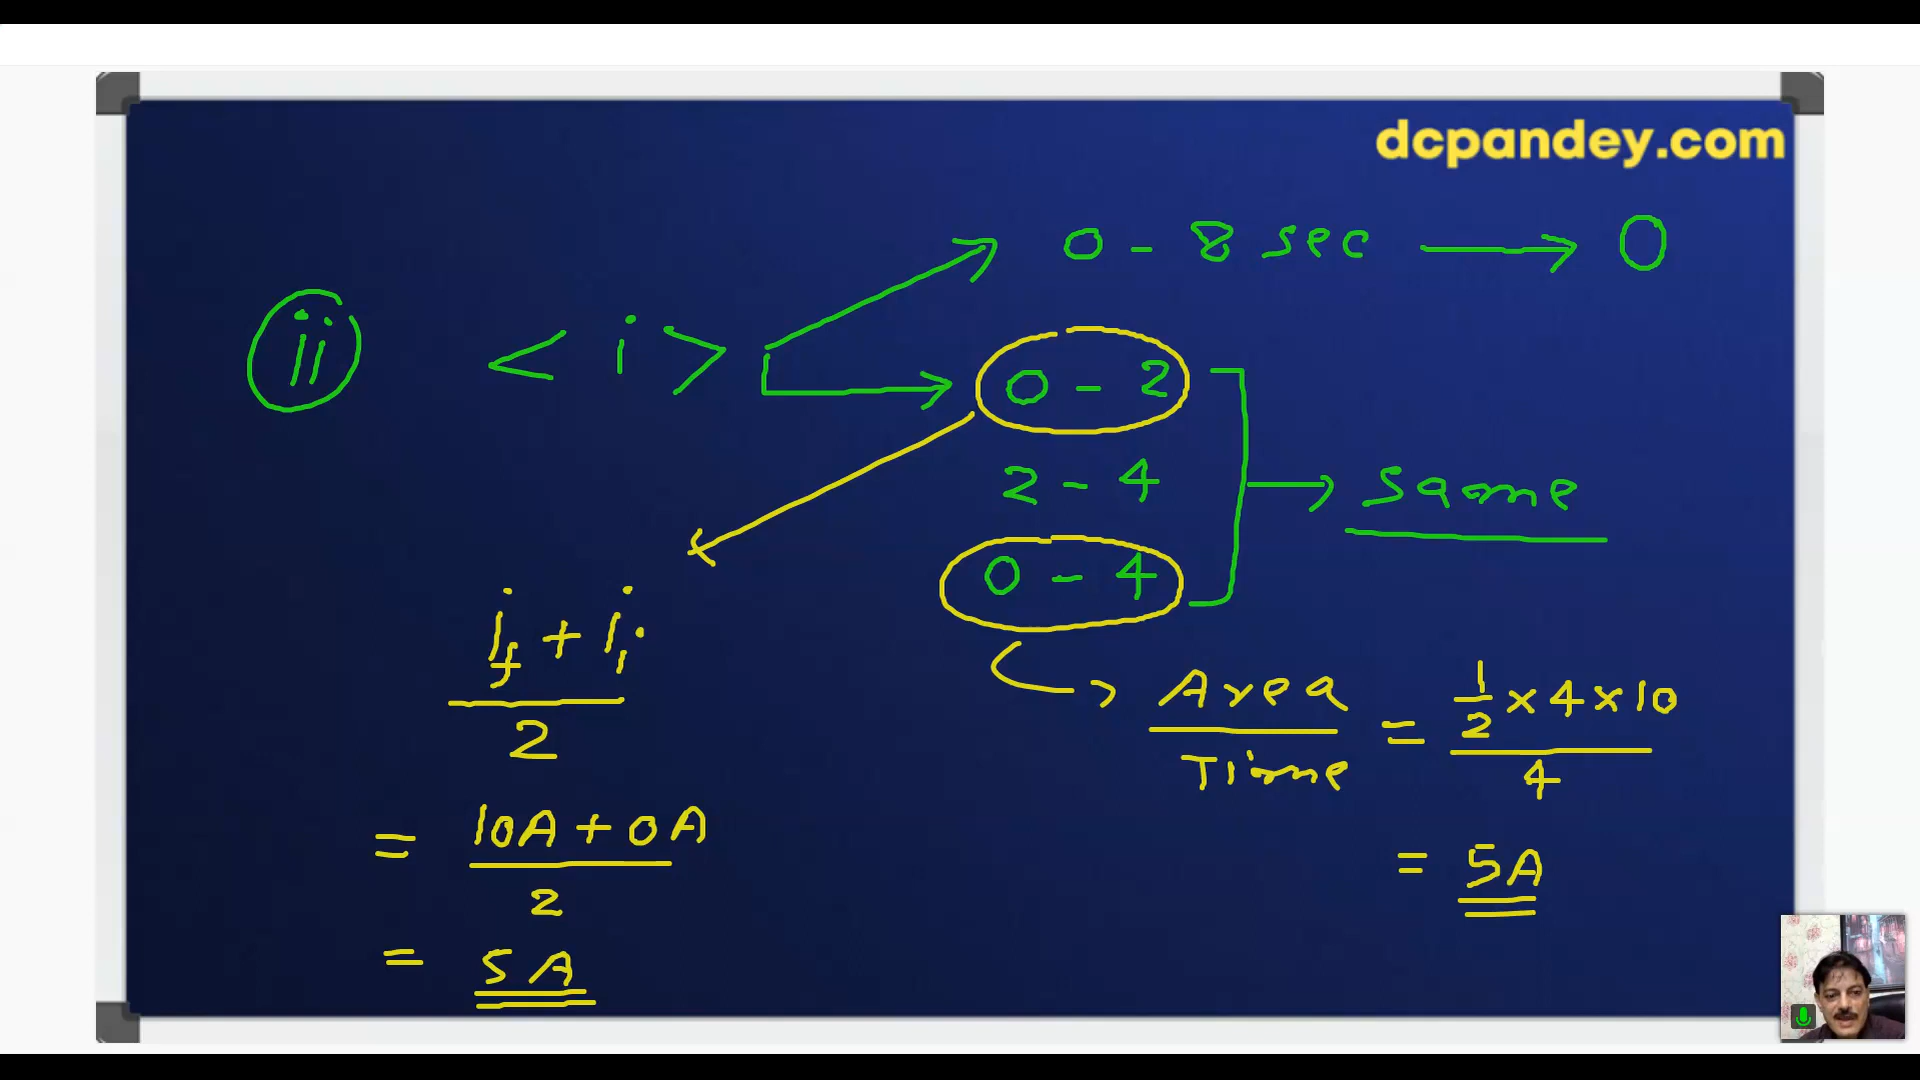 dcpandey.com
0 - 8 sec → 0
ii < i > 0 - 2
2 - 4 → same
0 - 4
i_f + i_i / 2
Area / Time = 1/2 × 4 × 10 / 4
= 10A + 0A / 2
= 5A
= 5A